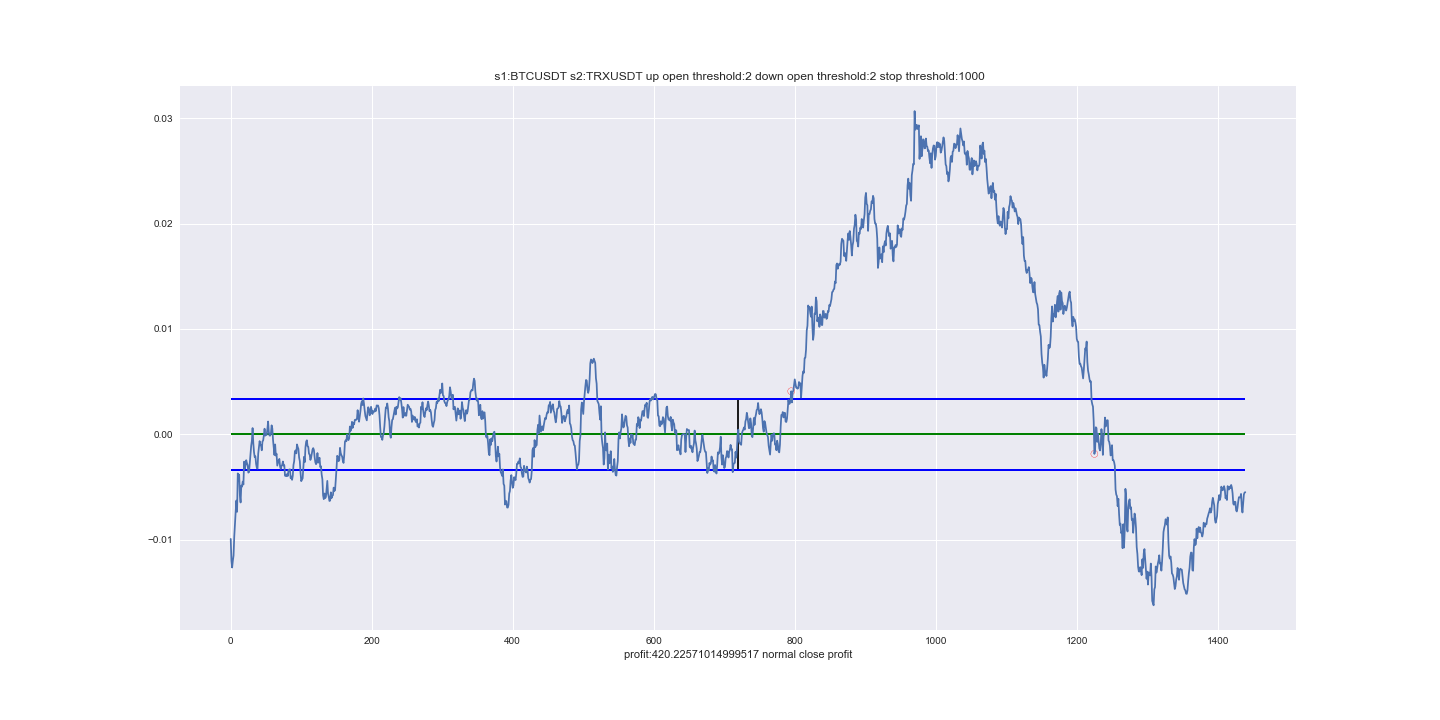 s1:BTCUSDT s2:TRXUSDT up open threshold:2 down open threshold:2 stop threshold:1000
0.03
0.02
0.01
0.00
−0.01
0 200 400 600 800 1000 1200 1400
profit:420.22571014999517 normal close profit